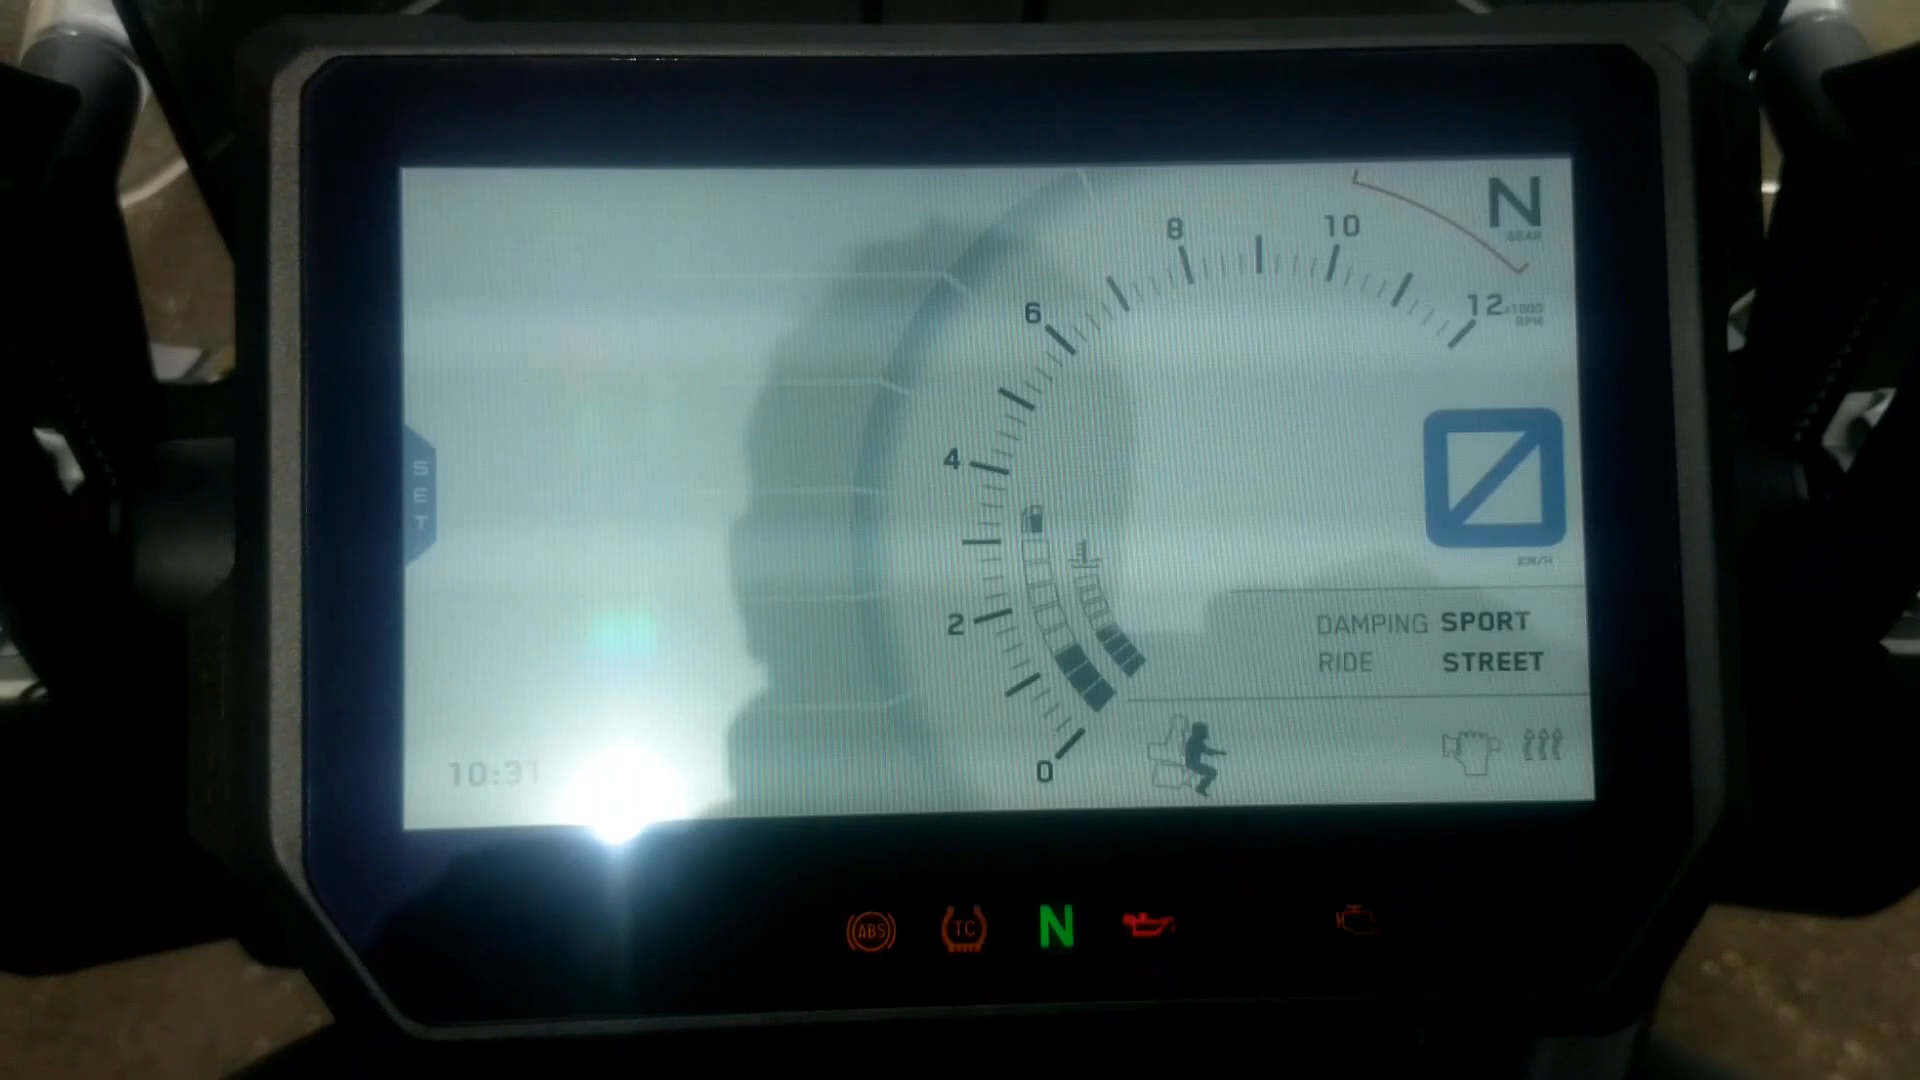 N
GEAR
8
10
6
12 x1000
RPM
4
SET
KM/H
2
DAMPING SPORT
RIDE STREET
10:31
0
ABS
TC
N
H